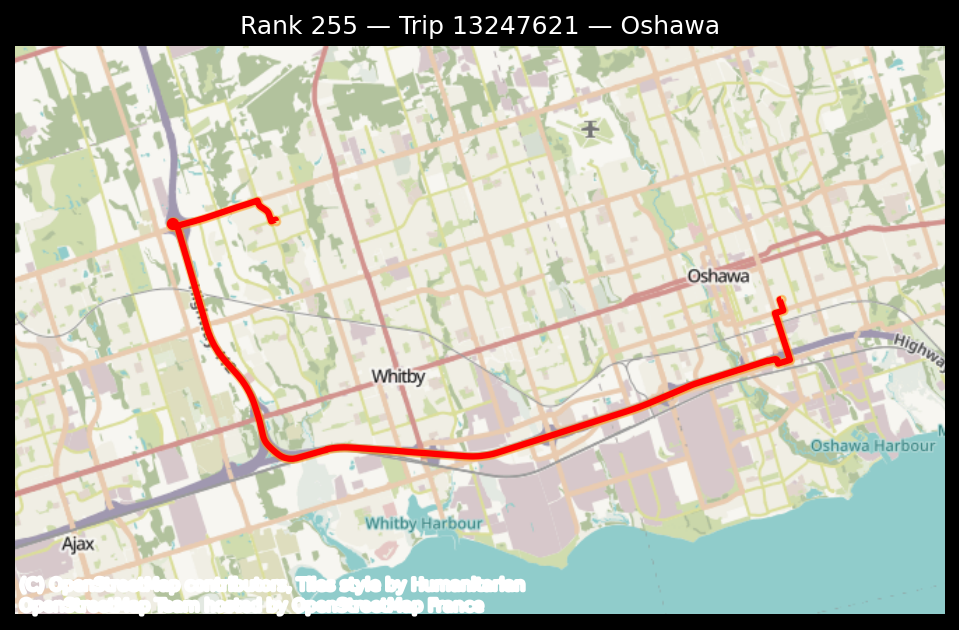 Rank 255 — Trip 13247621 — Oshawa
Oshawa
Highway
Whitby
Oshawa Harbour
Whitby Harbour
Ajax
(C) OpenStreetMap contributors, Tiles style by Humanitarian
OpenStreetMap Team hosted by OpenStreetMap France